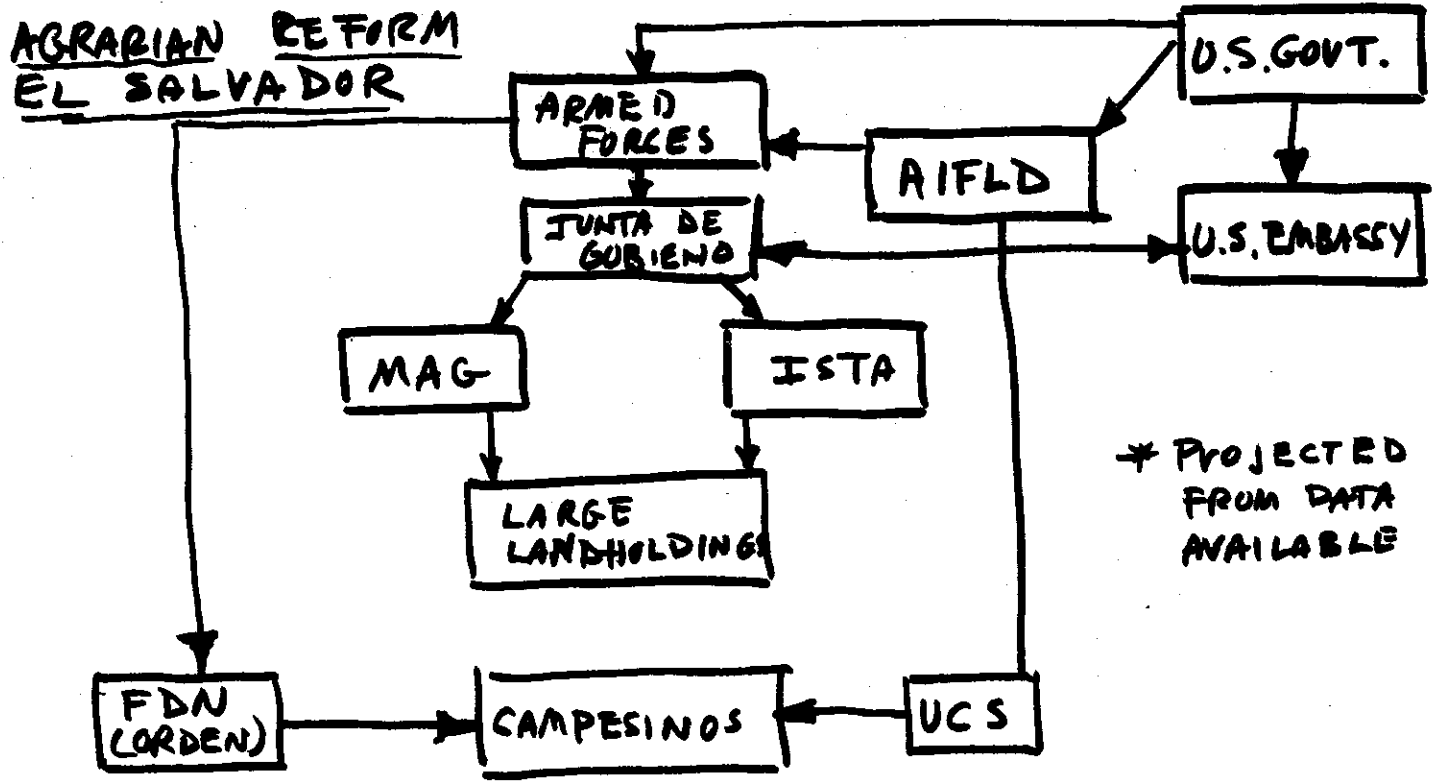 AGRARIAN REFORM
EL SALVADOR
U.S. GOVT.
ARMED
FORCES
AIFLD
JUNTA DE
GOBIENO
U.S. EMBASSY
MAG
ISTA
* PROJECTED
FROM DATA
AVAILABLE
LARGE
LANDHOLDINGS
FDN
(ORDEN)
CAMPESINOS
UCS